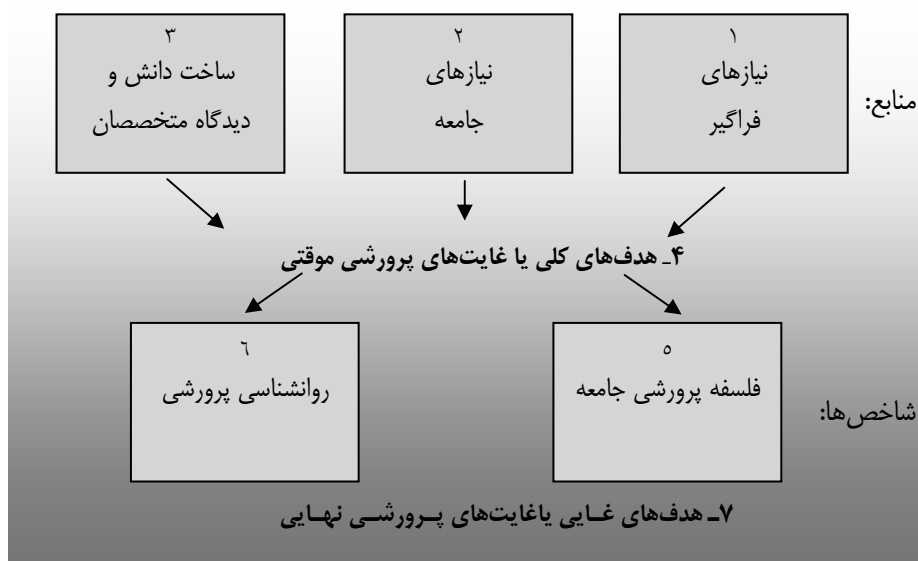 منابع:
۱
نیازهای
فراگیر
۲
نیازهای
جامعه
۳
ساخت دانش و
دیدگاه متخصصان
۴ـ هدف‌های کلی یا غایت‌های پرورشی موقتی
شاخص‌ها:
۵
فلسفه پرورشی جامعه
۶
روانشناسی پرورشی
۷ـ هدف‌های غـایی یاغایت‌های پـرورشـی نهـایی